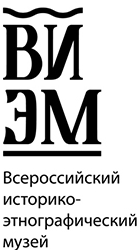 ВИ
ЭМ
Всероссийский
историко-
этнографический
музей